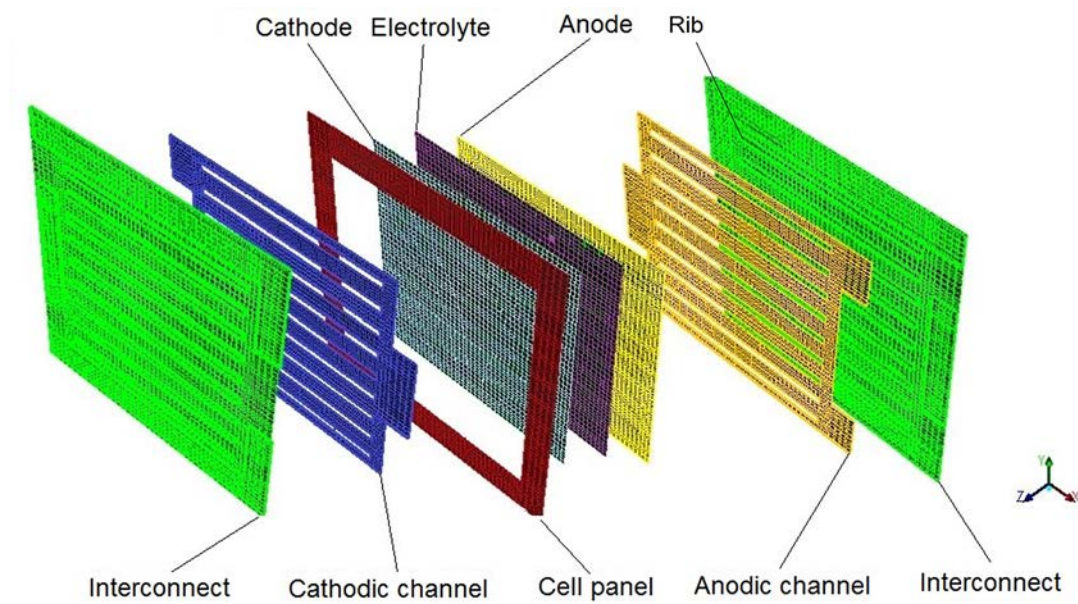 Cathode
Electrolyte
Anode
Rib
Y
Z
X
Interconnect
Cathodic channel
Cell panel
Anodic channel
Interconnect